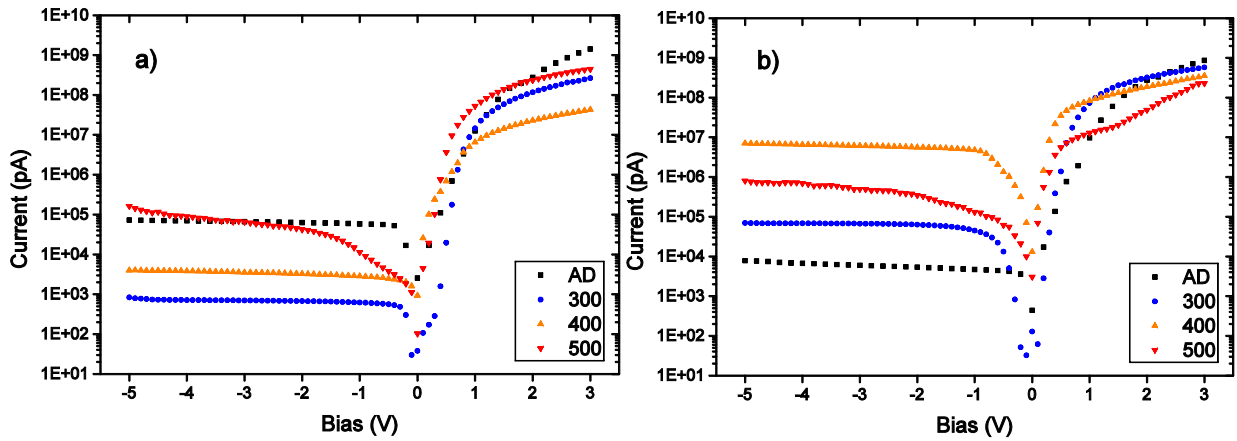 a)
Current (pA)
1E+10
1E+09
1E+08
1E+07
1E+06
1E+05
1E+04
1E+03
1E+02
1E+01
-5 -4 -3 -2 -1 0 1 2 3
Bias (V)
AD
300
400
500
b)
Current (pA)
1E+10
1E+09
1E+08
1E+07
1E+06
1E+05
1E+04
1E+03
1E+02
1E+01
-5 -4 -3 -2 -1 0 1 2 3
Bias (V)
AD
300
400
500